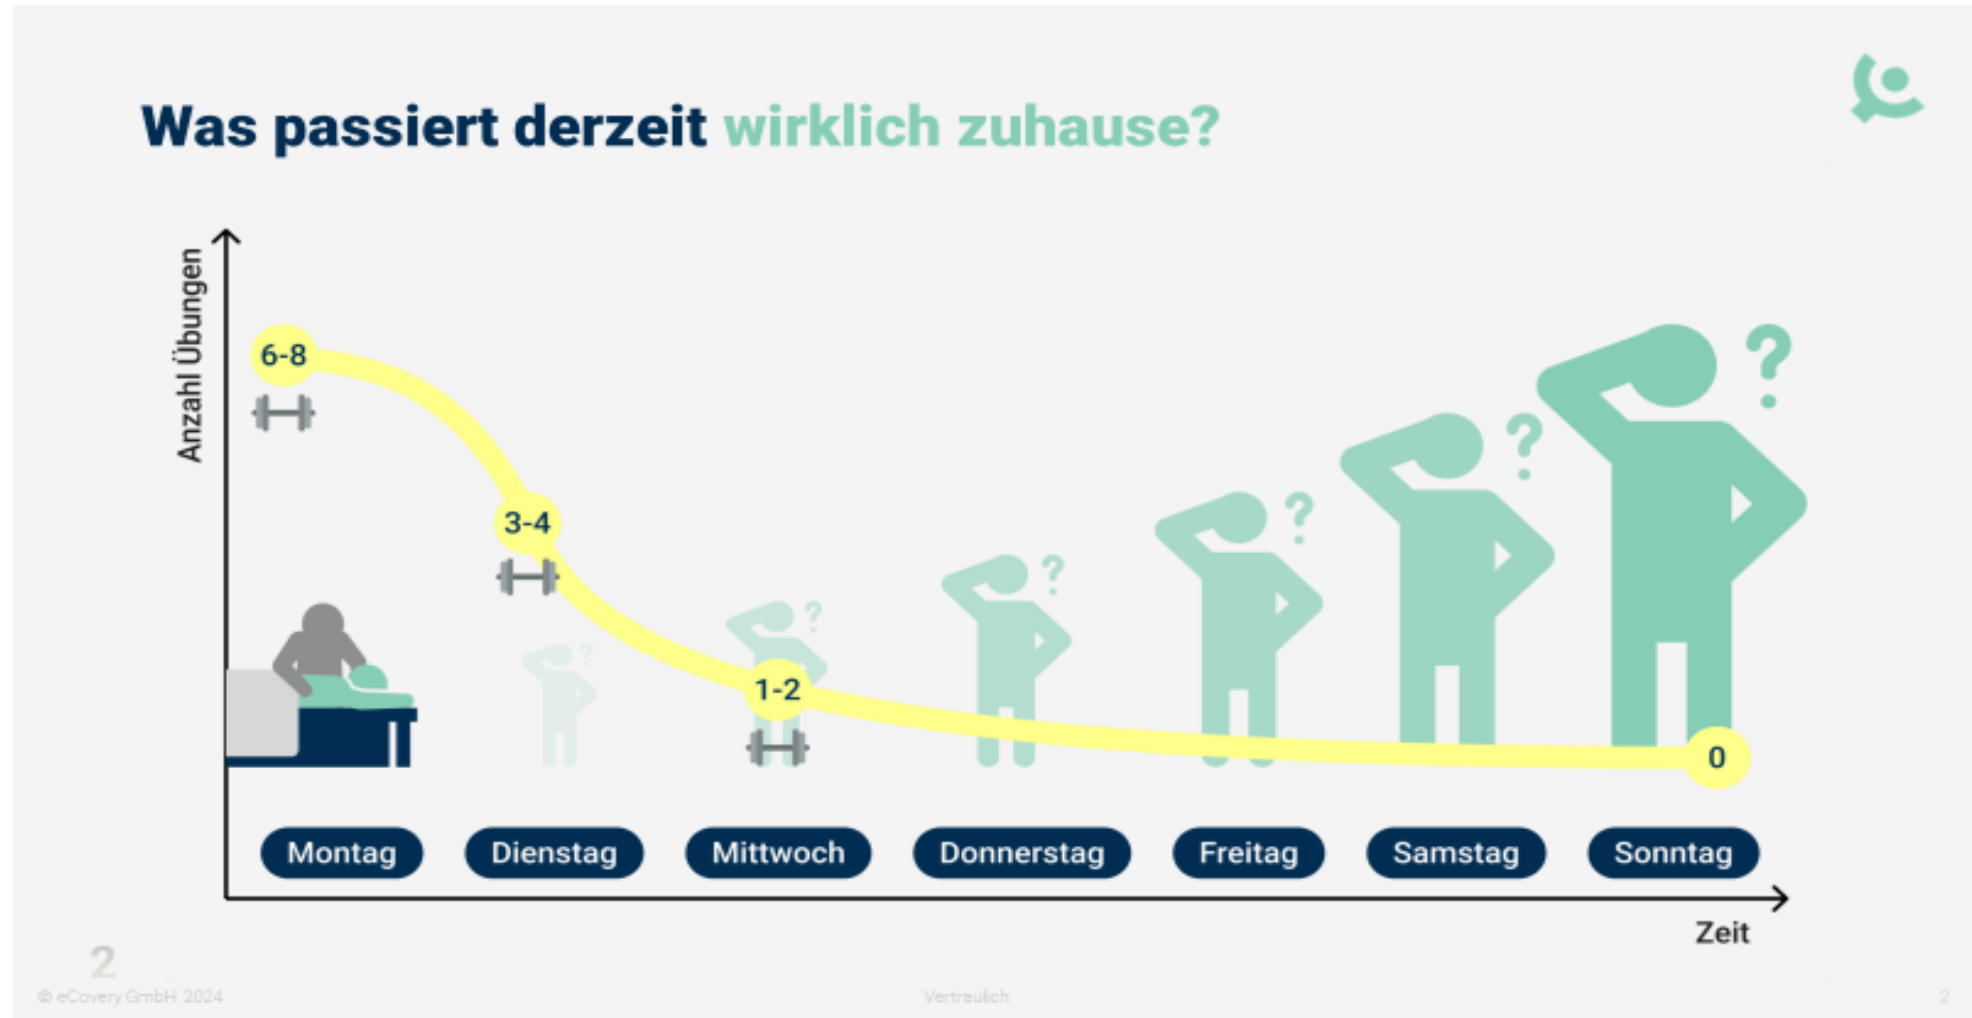 Was passiert derzeit wirklich zuhause?
Anzahl Übungen
6-8
3-4
1-2
0
?
?
?
?
?
?
Montag
Dienstag
Mittwoch
Donnerstag
Freitag
Samstag
Sonntag
Zeit
2
© eCovery GmbH 2024
Vertraulich
2